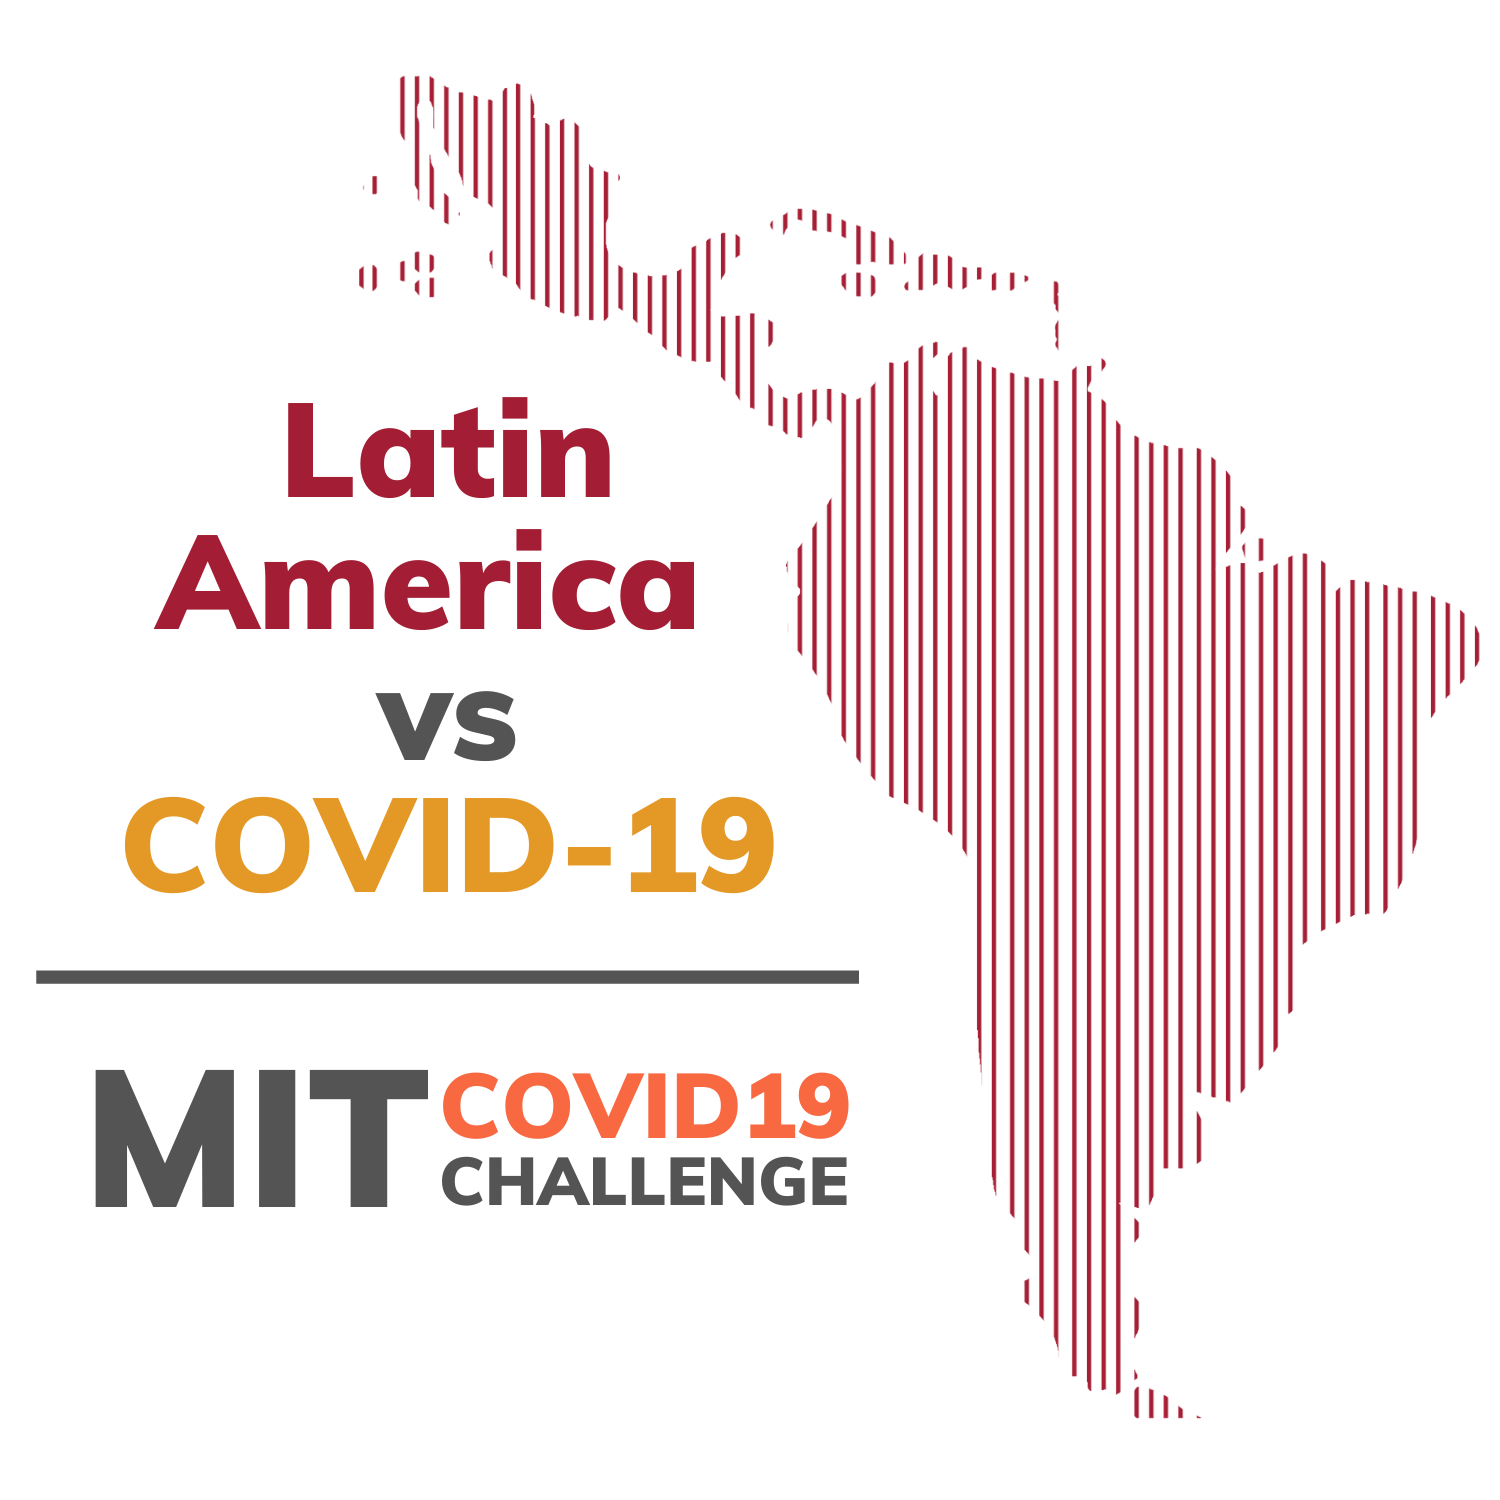 Latin
America
vs
COVID-19
MIT COVID19
CHALLENGE